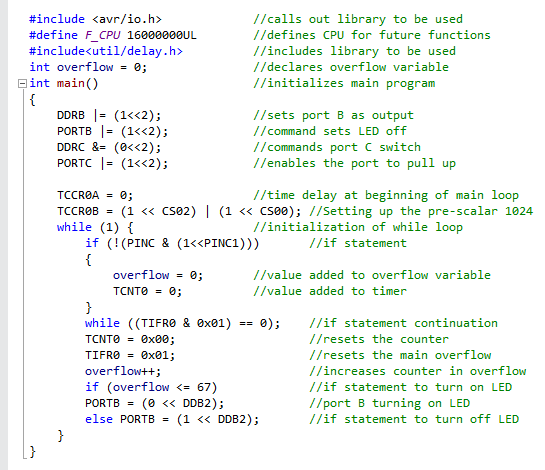 #include <avr/io.h>             //calls out library to be used
#define F_CPU 16000000UL        //defines CPU for future functions
#include<util/delay.h>          //includes library to be used
int overflow = 0;               //declares overflow variable
int main()                      //initializes main program
{
    DDRB |= (1<<2);             //sets port B as output
    PORTB |= (1<<2);            //command sets LED off
    DDRC &= (0<<2);             //commands port C switch
    PORTC |= (1<<2);            //enables the port to pull up

    TCCR0A = 0;                 //time delay at beginning of main loop
    TCCR0B = (1 << CS02) | (1 << CS00); //Setting up the pre-scalar 1024
    while (1) {                 //initialization of while loop
        if (!(PINC & (1<<PINC1)))       //if statement
        {
            overflow = 0;       //value added to overflow variable
            TCNT0 = 0;          //value added to timer
        }
        while ((TIFR0 & 0x01) == 0);    //if statement continuation
        TCNT0 = 0x00;                   //resets the counter
        TIFR0 = 0x01;                   //resets the main overflow
        overflow++;                     //increases counter in overflow
        if (overflow <= 67)             //if statement to turn on LED
        PORTB = (0 << DDB2);            //port B turning on LED
        else PORTB = (1 << DDB2);       //if statement to turn off LED
    }
}